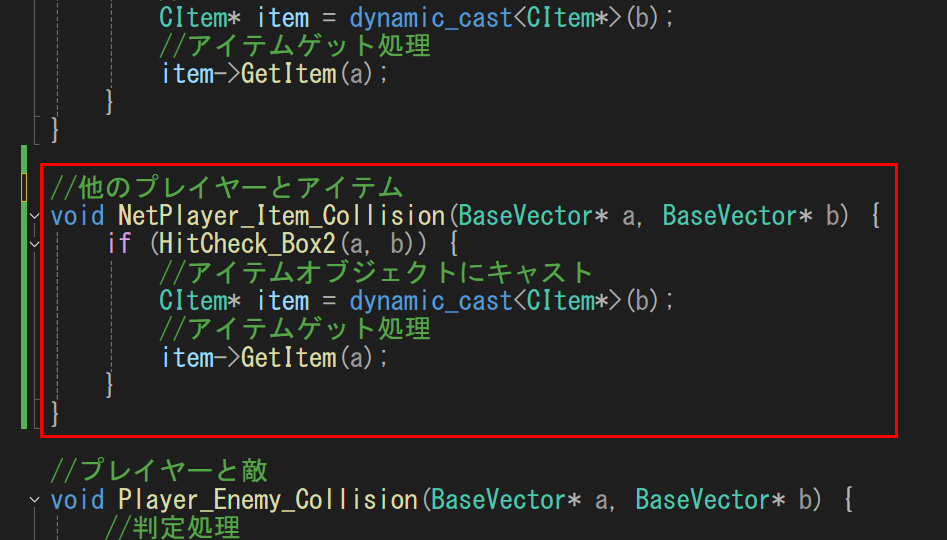 CItem* item = dynamic_cast<CItem*>(b);
//アイテムゲット処理
item->GetItem(a);
}
}
//他のプレイヤーとアイテム
void NetPlayer_Item_Collision(BaseVector* a, BaseVector* b) {
if (HitCheck_Box2(a, b)) {
//アイテムオブジェクトにキャスト
CItem* item = dynamic_cast<CItem*>(b);
//アイテムゲット処理
item->GetItem(a);
}
}
//プレイヤーと敵
void Player_Enemy_Collision(BaseVector* a, BaseVector* b) {
//判定処理